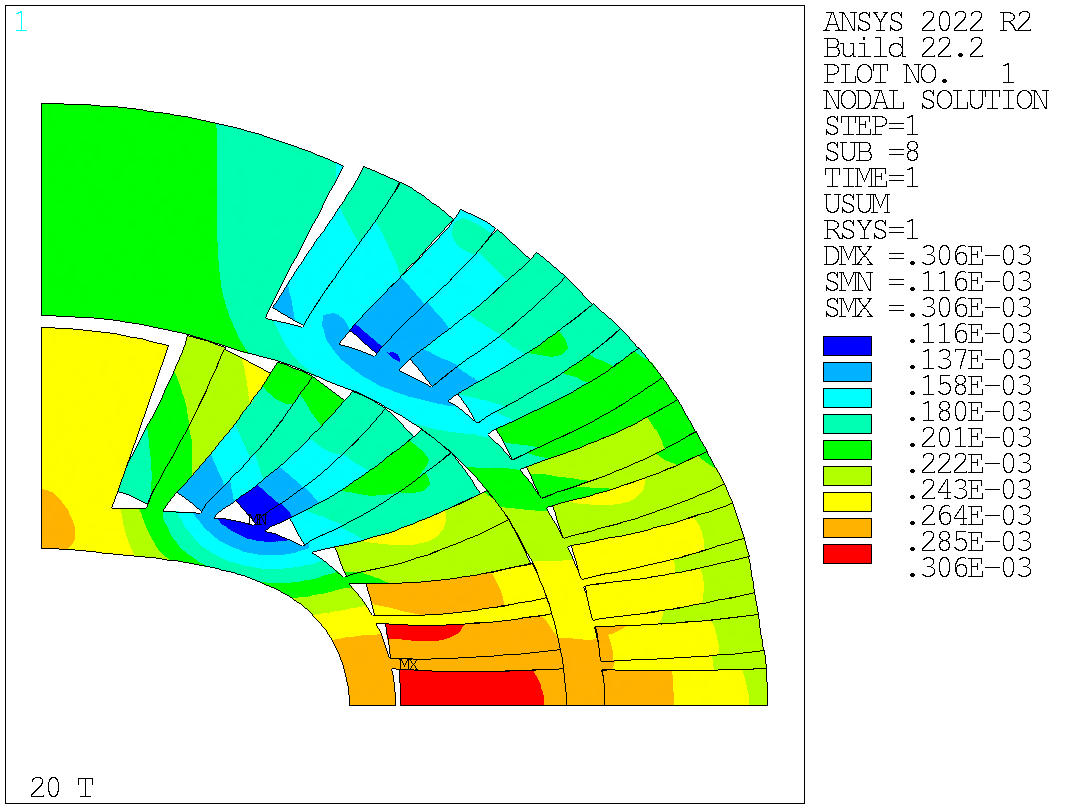 1
ANSYS 2022 R2
Build 22.2
PLOT NO.   1
NODAL SOLUTION
STEP=1
SUB =8
TIME=1
USUM
RSYS=1
DMX =.306E-03
SMN =.116E-03
SMX =.306E-03
.116E-03
.137E-03
.158E-03
.180E-03
.201E-03
.222E-03
.243E-03
.264E-03
.285E-03
.306E-03
MX
20 T